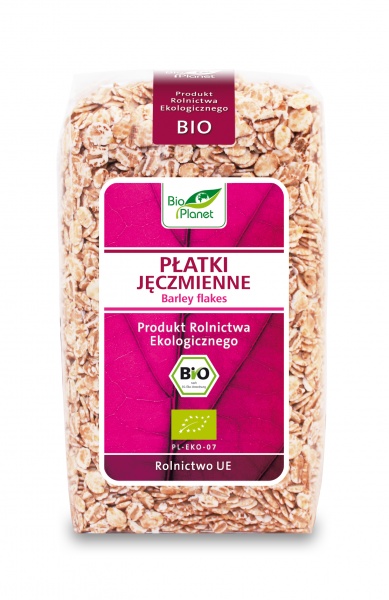 Produkt
Rolnictwa
Ekologicznego
BIO
Bio
Planet
PŁATKI
JĘCZMIENNE
Barley flakes
Produkt Rolnictwa
Ekologicznego
BiO
PL-EKO-07
Rolnictwo UE